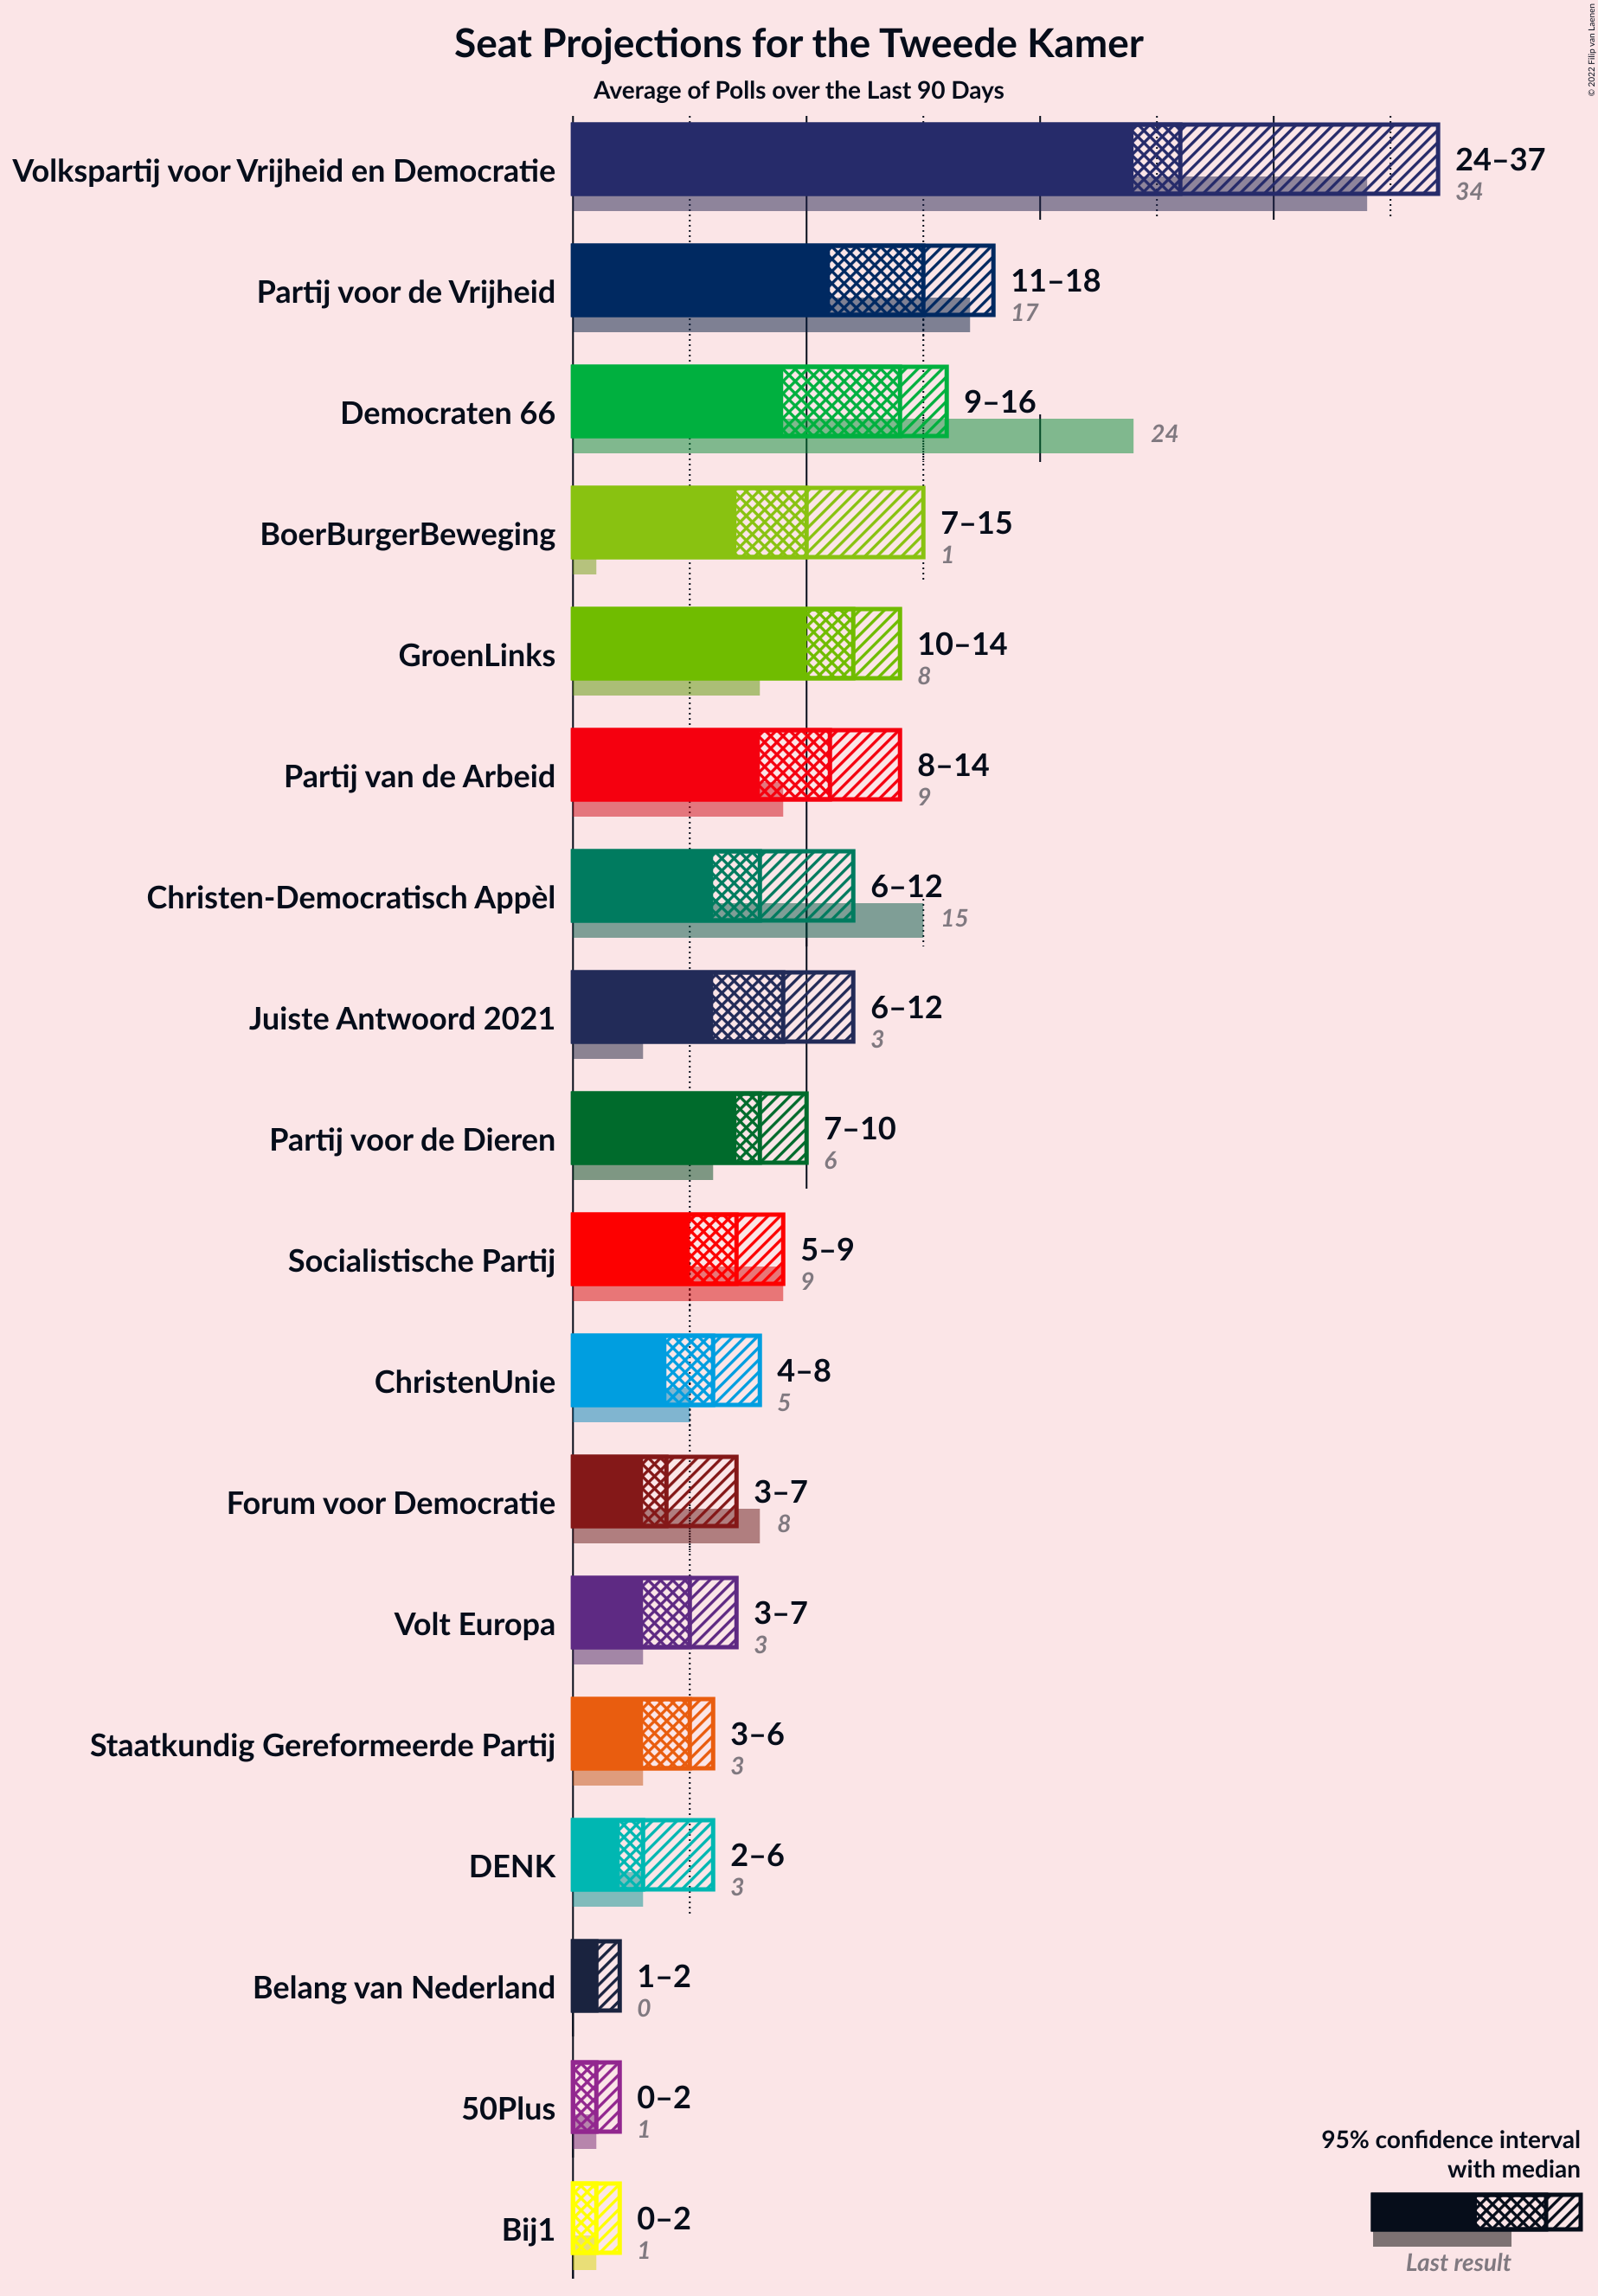 © 2022 Filip van Laenen
Seat Projections for the Tweede Kamer
Average of Polls over the Last 90 Days
Volkspartij voor Vrijheid en Democratie
24–37
34
Partij voor de Vrijheid
11–18
17
Democraten 66
9–16
24
BoerBurgerBeweging
7–15
1
GroenLinks
10–14
8
Partij van de Arbeid
8–14
9
Christen-Democratisch Appèl
6–12
15
Juiste Antwoord 2021
6–12
3
Partij voor de Dieren
7–10
6
Socialistische Partij
5–9
9
ChristenUnie
4–8
5
Forum voor Democratie
3–7
8
Volt Europa
3–7
3
Staatkundig Gereformeerde Partij
3–6
3
DENK
2–6
3
Belang van Nederland
1–2
0
50Plus
0–2
1
Bij1
0–2
1
95% confidence interval
with median
Last result